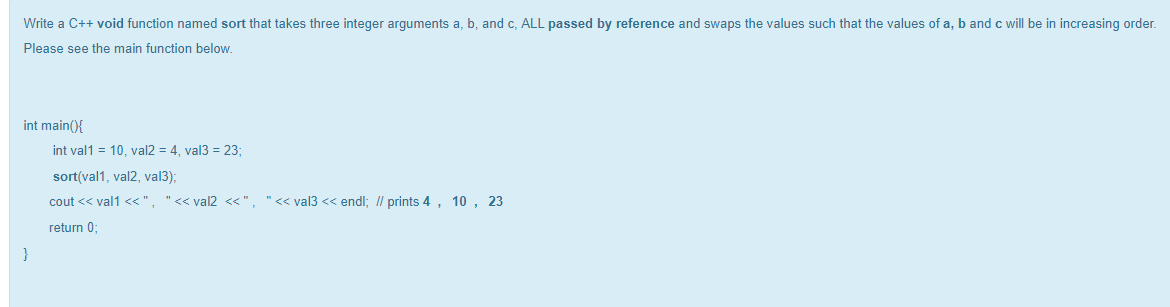 Write a C++ void function named sort that takes three integer arguments a, b, and c, ALL passed by reference and swaps the values such that the values of a, b and c will be in increasing order.
Please see the main function below.
int main(){
int val1 = 10, val2 = 4, val3 = 23;
sort(val1, val2, val3);
cout << val1 << ",  " << val2  << ",  " << val3 << endl;  // prints 4 ,  10 ,  23
return 0;
}